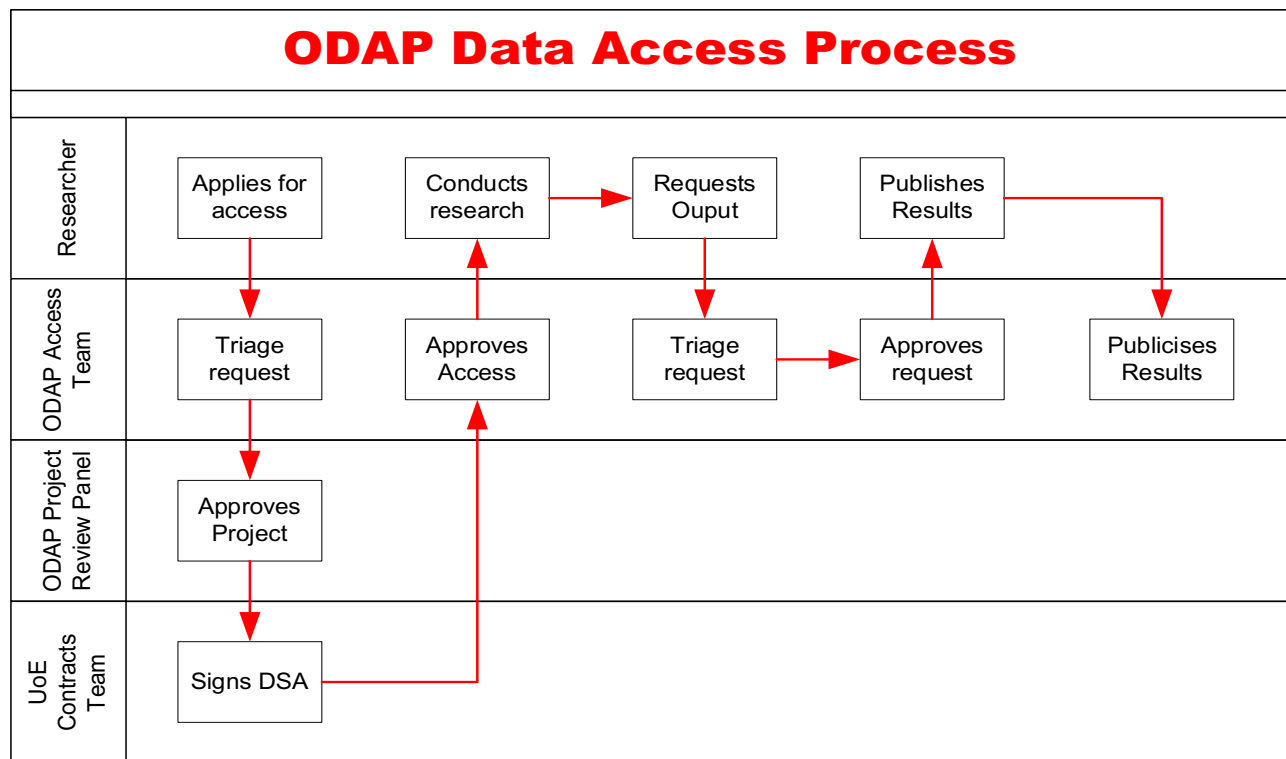 ODAP Data Access Process
Researcher
Applies for
access
Conducts
research
Requests
Ouput
Publishes
Results
ODAP Access
Team
Triage
request
Approves
Access
Triage
request
Approves
request
Publicises
Results
ODAP Project
Review Panel
Approves
Project
UoE
Contracts
Team
Signs DSA